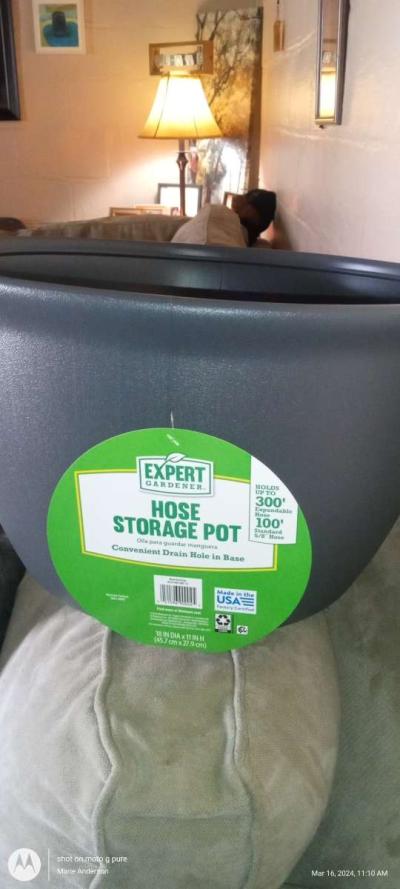 EXPERT
GARDENER
HOSE
STORAGE POT
Olla para guardar manguera
Convenient Drain Hole in Base
HOLDS
UP TO
300'
Expandable
Hose
100'
Standard
5/8" Hose
Made in the
USA
Factory Certified
18 IN DIA x 11 IN H
(45.7 cm x 27.9 cm)
shot on moto g pure
Marie Anderson
Mar 16, 2024, 11:10 AM